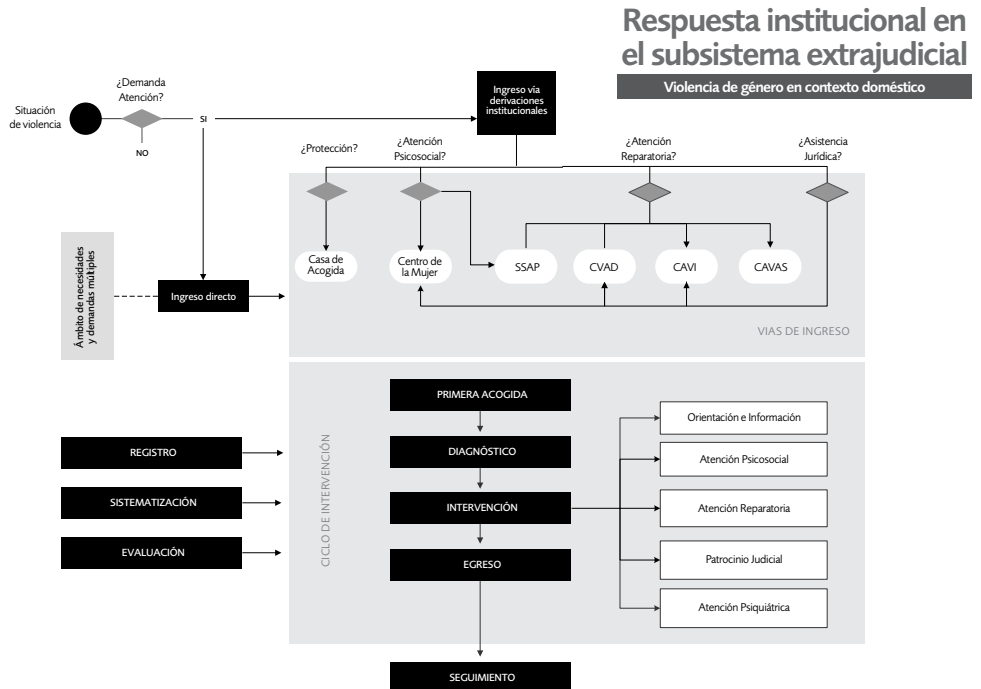 Respuesta institucional en
el subsistema extrajudicial
Violencia de género en contexto doméstico
¿Demanda
Atención?
Situación
de violencia
SI
NO
Ingreso via
derivaciones
institucionales
¿Protección?
¿Atención
Psicosocial?
¿Atención
Reparatoria?
¿Asistencia
Jurídica?
Casa de
Acogida
Centro de
la Mujer
SSAP
CVAD
CAVI
CAVAS
Ámbito de necesidades
y demandas múltiples
Ingreso directo
VIAS DE INGRESO
CICLO DE INTERVENCIÓN
PRIMERA ACOGIDA
DIAGNÓSTICO
INTERVENCIÓN
EGRESO
SEGUIMIENTO
REGISTRO
SISTEMATIZACIÓN
EVALUACIÓN
Orientación e Información
Atención Psicosocial
Atención Reparatoria
Patrocinio Judicial
Atención Psiquiátrica